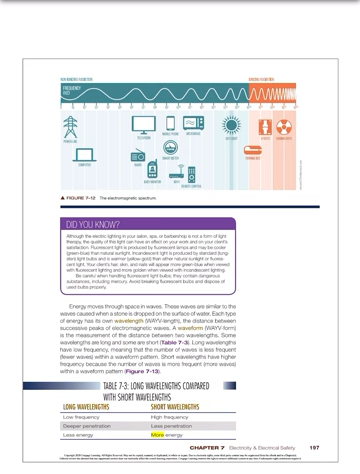 NON-IONIZING RADIATION
IONIZING RADIATION
FREQUENCY
POWER LINE
COMPUTER
TELEVISION
MOBILE PHONE
MICROWAVE
SMART METER
RADIO
BABY MONITOR
WI-FI
REMOTE CONTROL
SUNLIGHT
TANNING BED
X-RAYS
▲ FIGURE 7-12 The electromagnetic spectrum.
DID YOU KNOW?
Although the electric lighting in your salon, spa, or barbershop is not a form of light
therapy, the quality of this light can have an effect on your work and on your client's
satisfaction. Fluorescent light is produced by fluorescent lamps and may be cooler
(green-blue) than natural sunlight. Incandescent light is produced by standard (tung-
sten) light bulbs and is warmer (yellow-gold) than either natural sunlight or fluores-
cent light. Your client's hair, skin, and nails will appear more green-blue when viewed
with fluorescent lighting and more golden when viewed with incandescent lighting.
Be careful when handling fluorescent light bulbs; they contain dangerous
substances, including mercury. Avoid breaking fluorescent bulbs and dispose of
used bulbs properly.
Energy moves through space in waves. These waves are similar to the
waves caused when a stone is dropped on the surface of water. Each type
of energy has its own wavelength (WAYV-length), the distance between
successive peaks of electromagnetic waves. A waveform (WAYV-form)
is the measurement of the distance between two wavelengths. Some
wavelengths are long and some are short (Table 7-3). Long wavelengths
have low frequency, meaning that the number of waves is less frequent
(fewer waves) within a waveform pattern. Short wavelengths have higher
frequency because the number of waves is more frequent (more waves)
within a waveform pattern (Figure 7-13).
TABLE 7-3: LONG WAVELENGTHS COMPARED
WITH SHORT WAVELENGTHS
LONG WAVELENGTHS SHORT WAVELENGTHS
Low frequency High frequency
Deeper penetration Less penetration
Less energy More energy
CHAPTER 7 Electricity & Electrical Safety 197